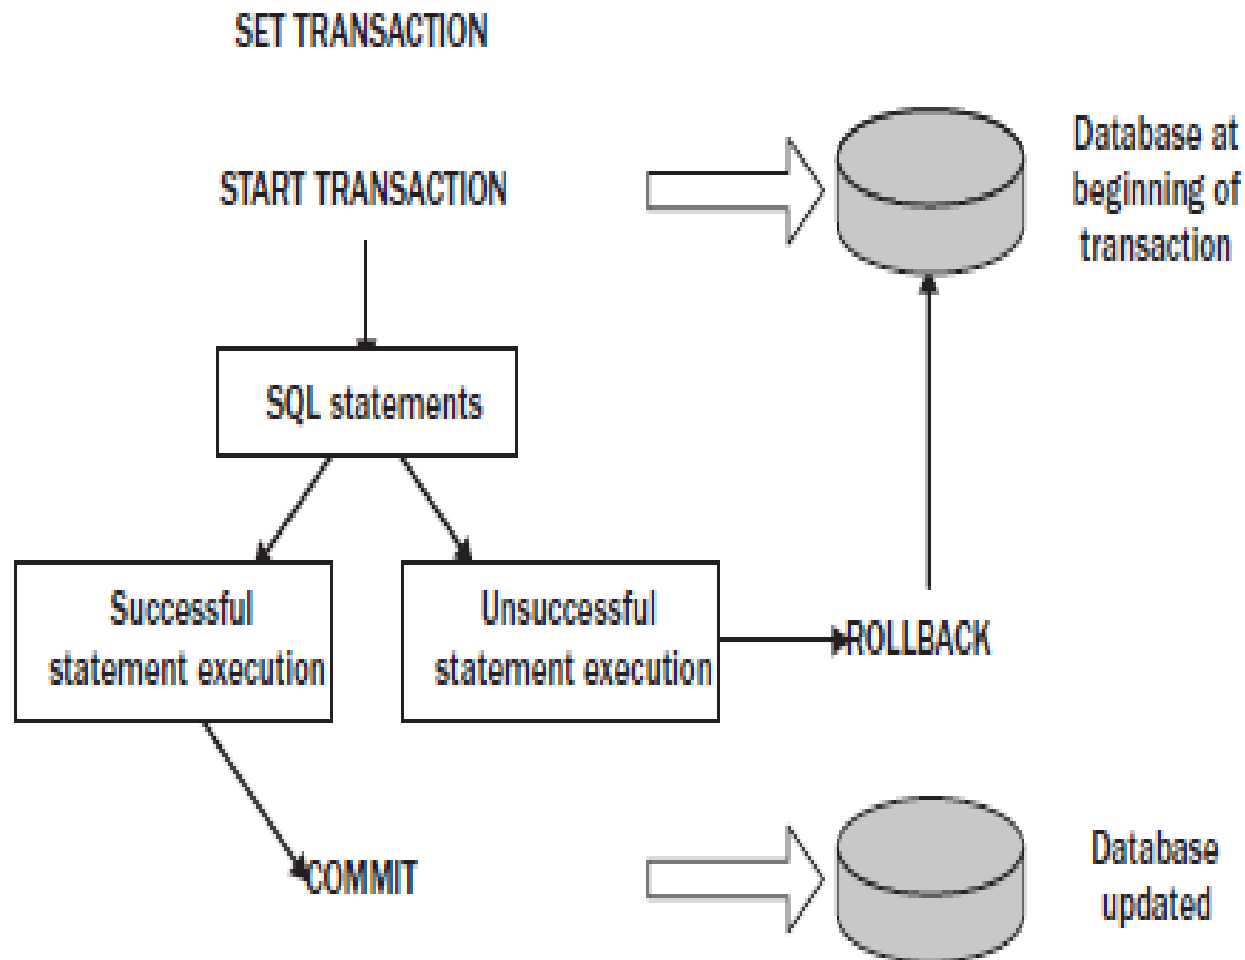 SET TRANSACTION
START TRANSACTION
Database at
beginning of
transaction
SQL statements
Successful
statement execution
Unsuccessful
statement execution
ROLLBACK
COMMIT
Database
updated